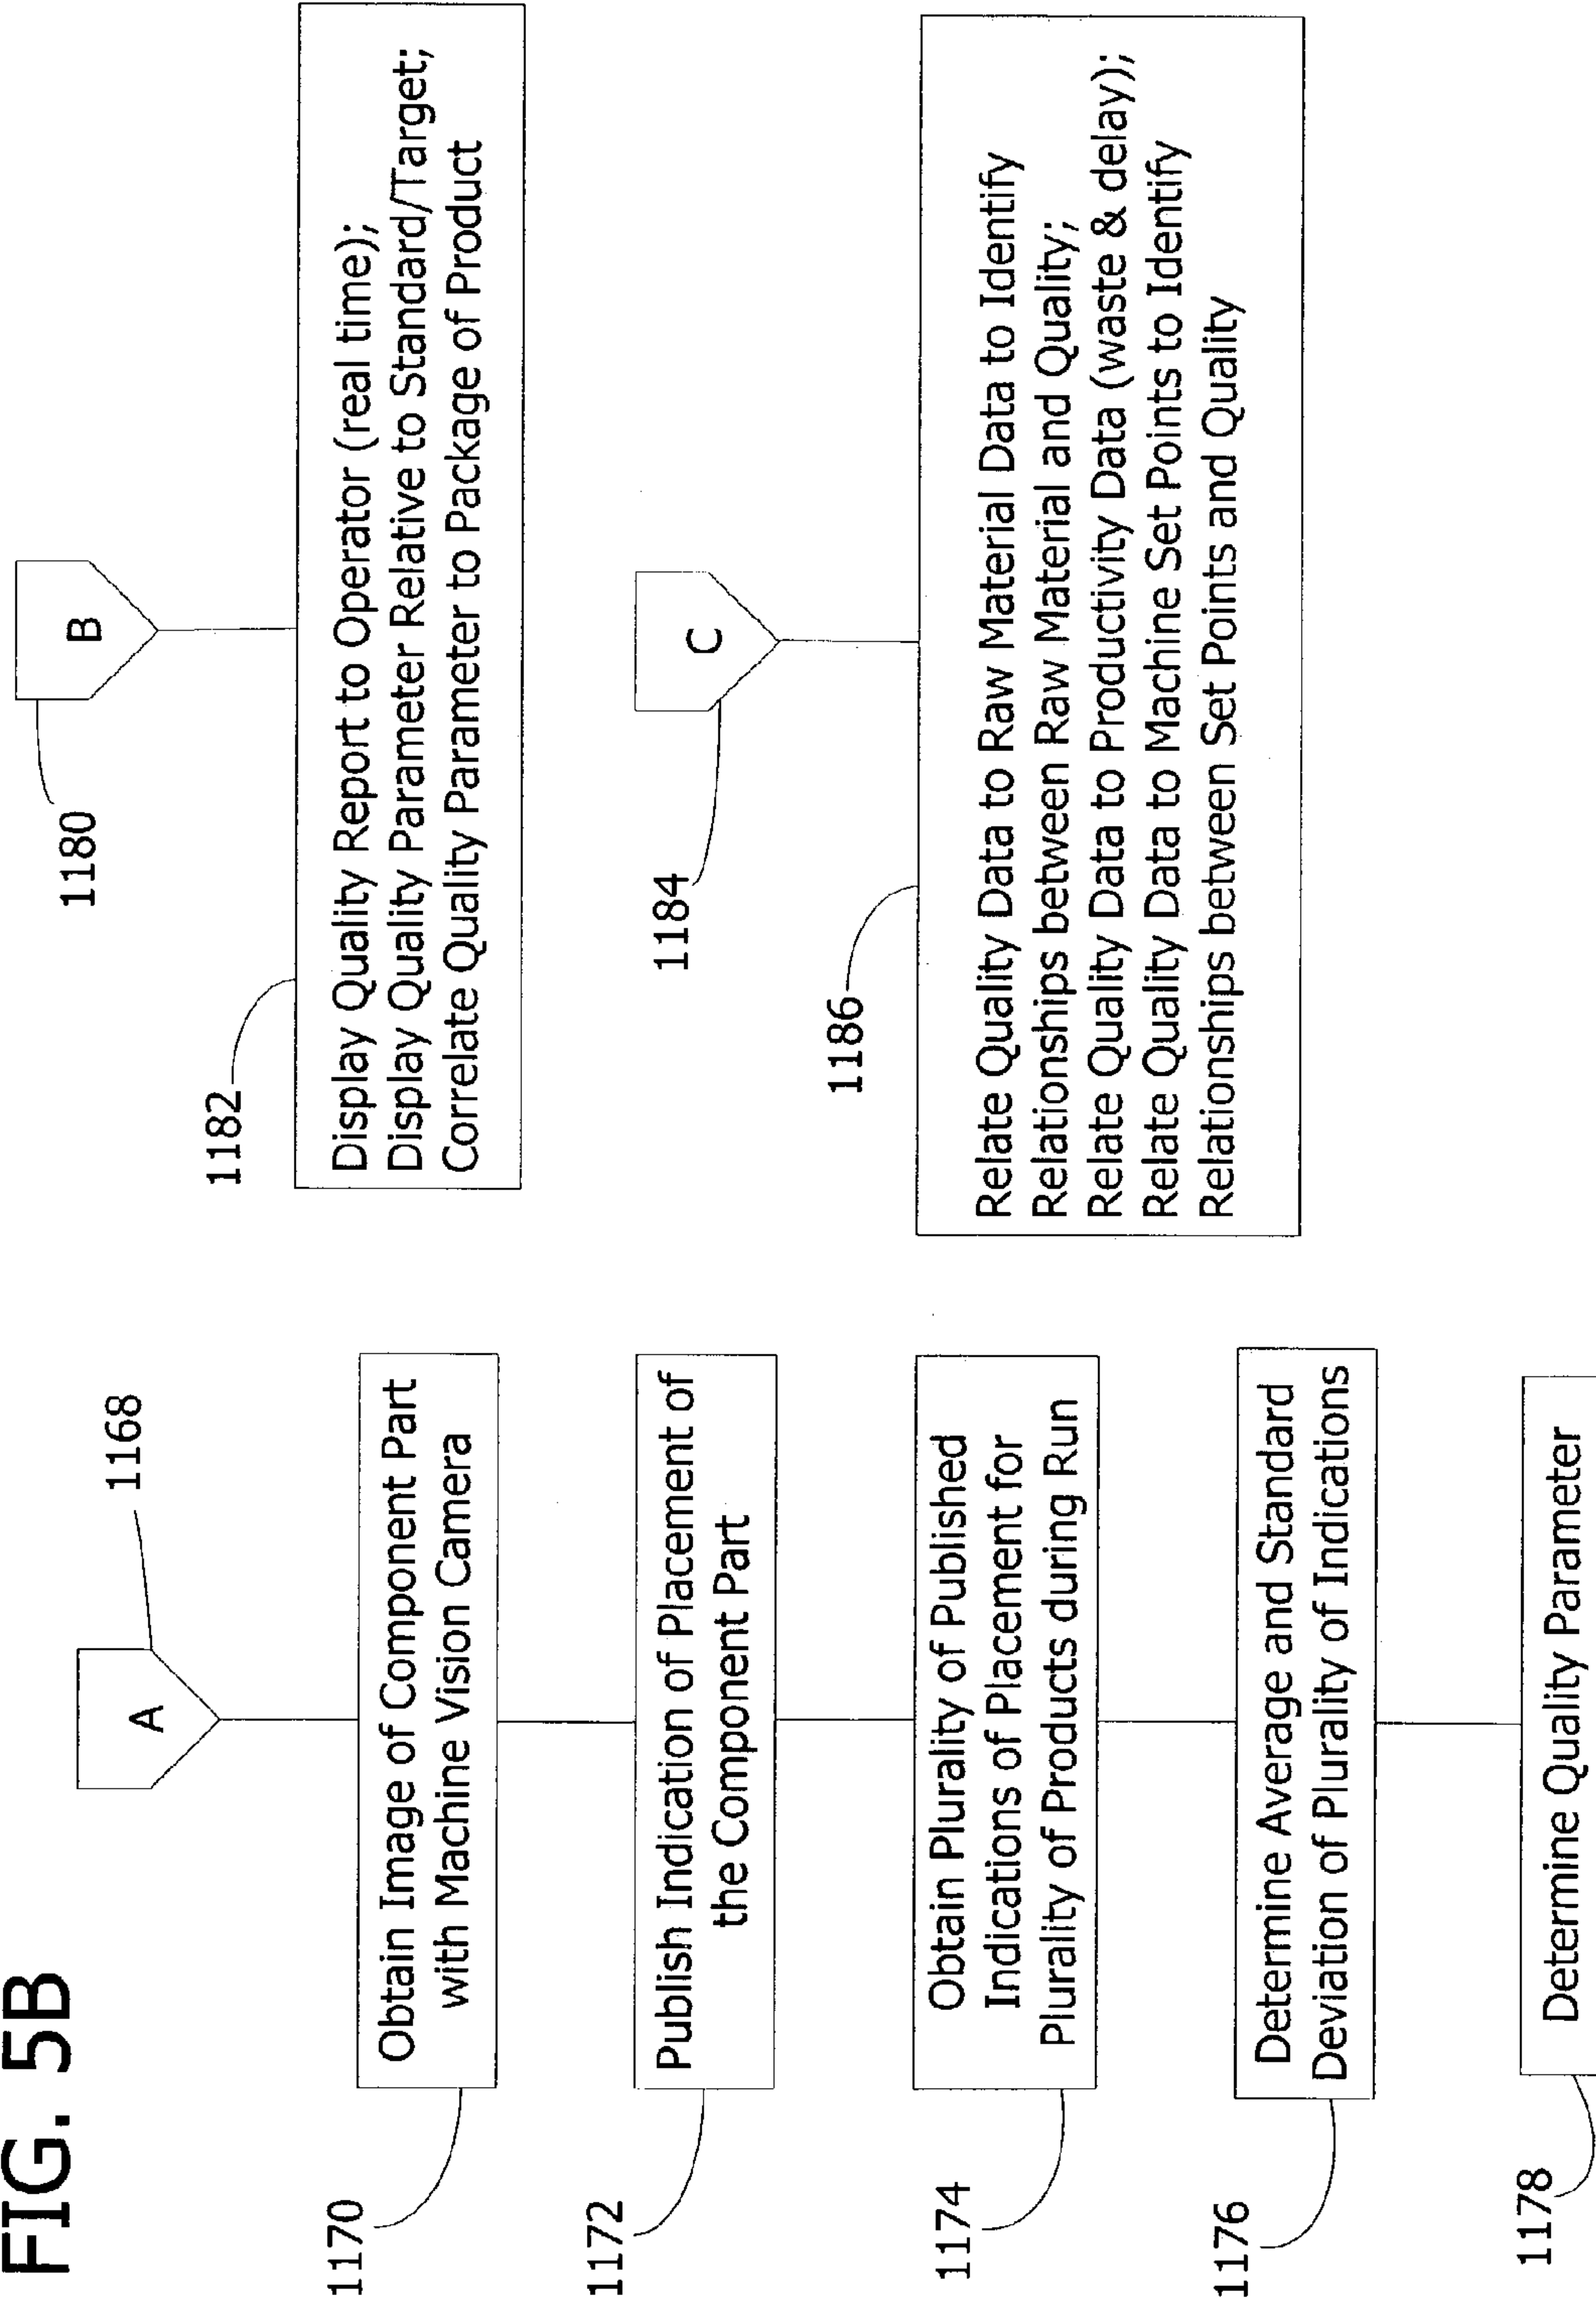 FIG. 5B
A
1168
1170
Obtain Image of Component Part
with Machine Vision Camera
1172
Publish Indication of Placement of
the Component Part
1174
Obtain Plurality of Published
Indications of Placement for
Plurality of Products during Run
1176
Determine Average and Standard
Deviation of Plurality of Indications
1178
Determine Quality Parameter
B
1180
1182
Display Quality Report to Operator (real time);
Display Quality Parameter Relative to Standard/Target;
Correlate Quality Parameter to Package of Product
C
1184
1186
Relate Quality Data to Raw Material Data to Identify
Relationships between Raw Material and Quality;
Relate Quality Data to Productivity Data (waste & delay);
Relate Quality Data to Machine Set Points to Identify
Relationships between Set Points and Quality